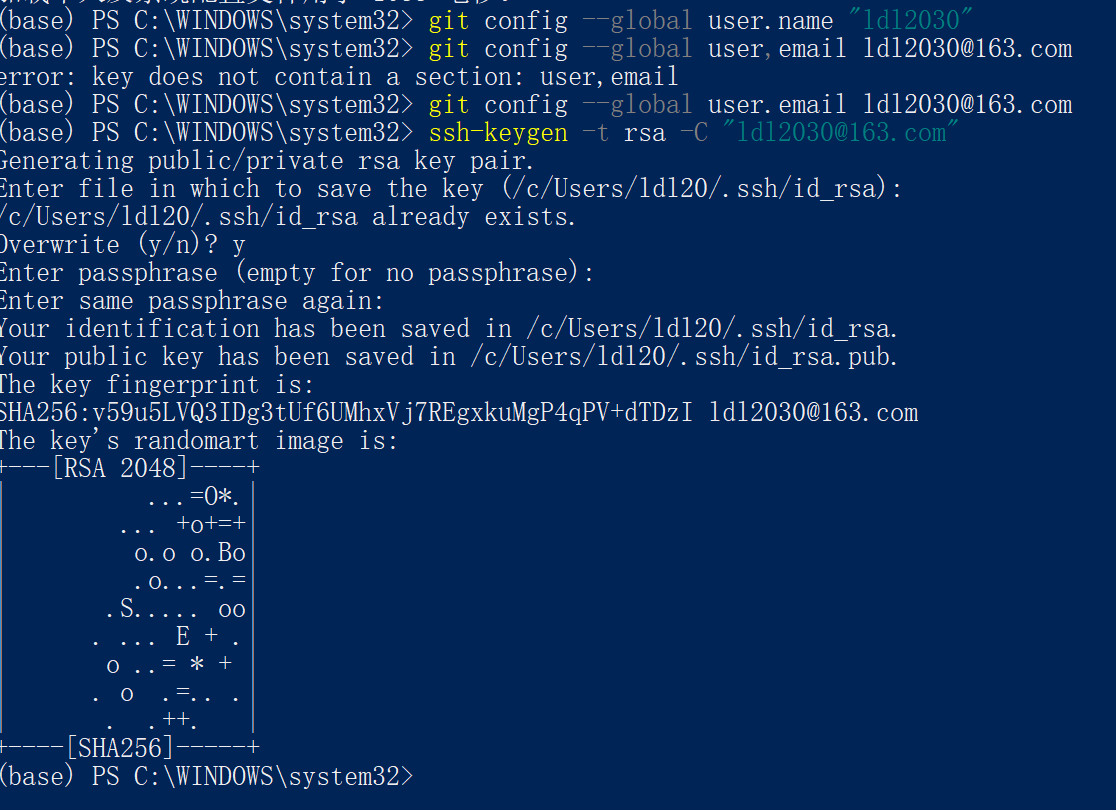 (base) PS C:\WINDOWS\system32> git config --global user.name "ldl2030"
(base) PS C:\WINDOWS\system32> git config --global user,email ldl2030@163.com
error: key does not contain a section: user,email
(base) PS C:\WINDOWS\system32> git config --global user.email ldl2030@163.com
(base) PS C:\WINDOWS\system32> ssh-keygen -t rsa -C "ldl2030@163.com"
Generating public/private rsa key pair.
Enter file in which to save the key (/c/Users/ldl20/.ssh/id_rsa):
/c/Users/ldl20/.ssh/id_rsa already exists.
Overwrite (y/n)? y
Enter passphrase (empty for no passphrase):
Enter same passphrase again:
Your identification has been saved in /c/Users/ldl20/.ssh/id_rsa.
Your public key has been saved in /c/Users/ldl20/.ssh/id_rsa.pub.
The key fingerprint is:
SHA256:v59u5LVQ3IDg3tUf6UMhxVj7REgxkuMgP4qPV+dTDzI ldl2030@163.com
The key's randomart image is:
+---[RSA 2048]----+
|          ...=O*.|
|        ... +o+=+|
|         o.o o.Bo|
|         .o...=.=|
|       .S..... oo|
|      . ... E + .|
|       o ..= * + |
|      . o  .=.. .|
|       .  .++.   |
+----[SHA256]-----+
(base) PS C:\WINDOWS\system32>